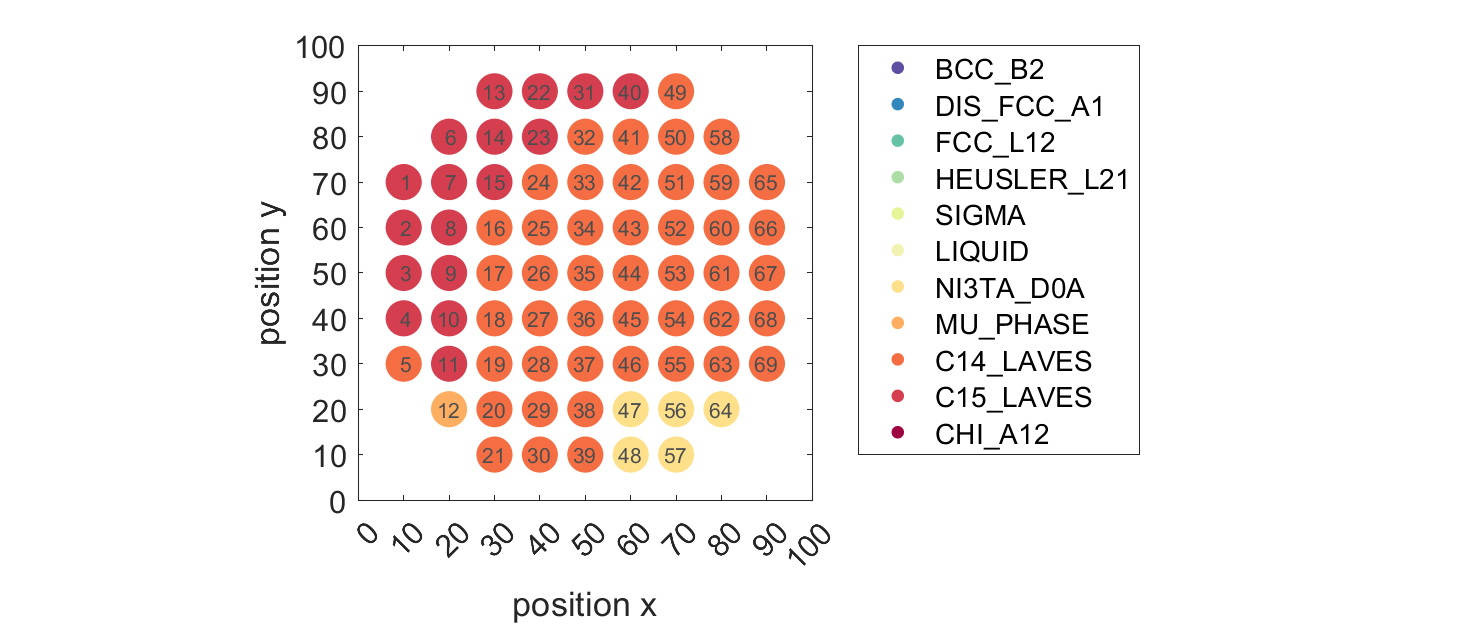 100
90
80
70
60
50
40
30
20
10
0
position y
13 22 31 40 49
6 14 23 32 41 50 58
1 7 15 24 33 42 51 59 65
2 8 16 25 34 43 52 60 66
3 9 17 26 35 44 53 61 67
4 10 18 27 36 45 54 62 68
5 11 19 28 37 46 55 63 69
12 20 29 38 47 56 64
21 30 39 48 57
0 10 20 30 40 50 60 70 80 90 100
position x
BCC_B2
DIS_FCC_A1
FCC_L12
HEUSLER_L21
SIGMA
LIQUID
NI3TA_D0A
MU_PHASE
C14_LAVES
C15_LAVES
CHI_A12